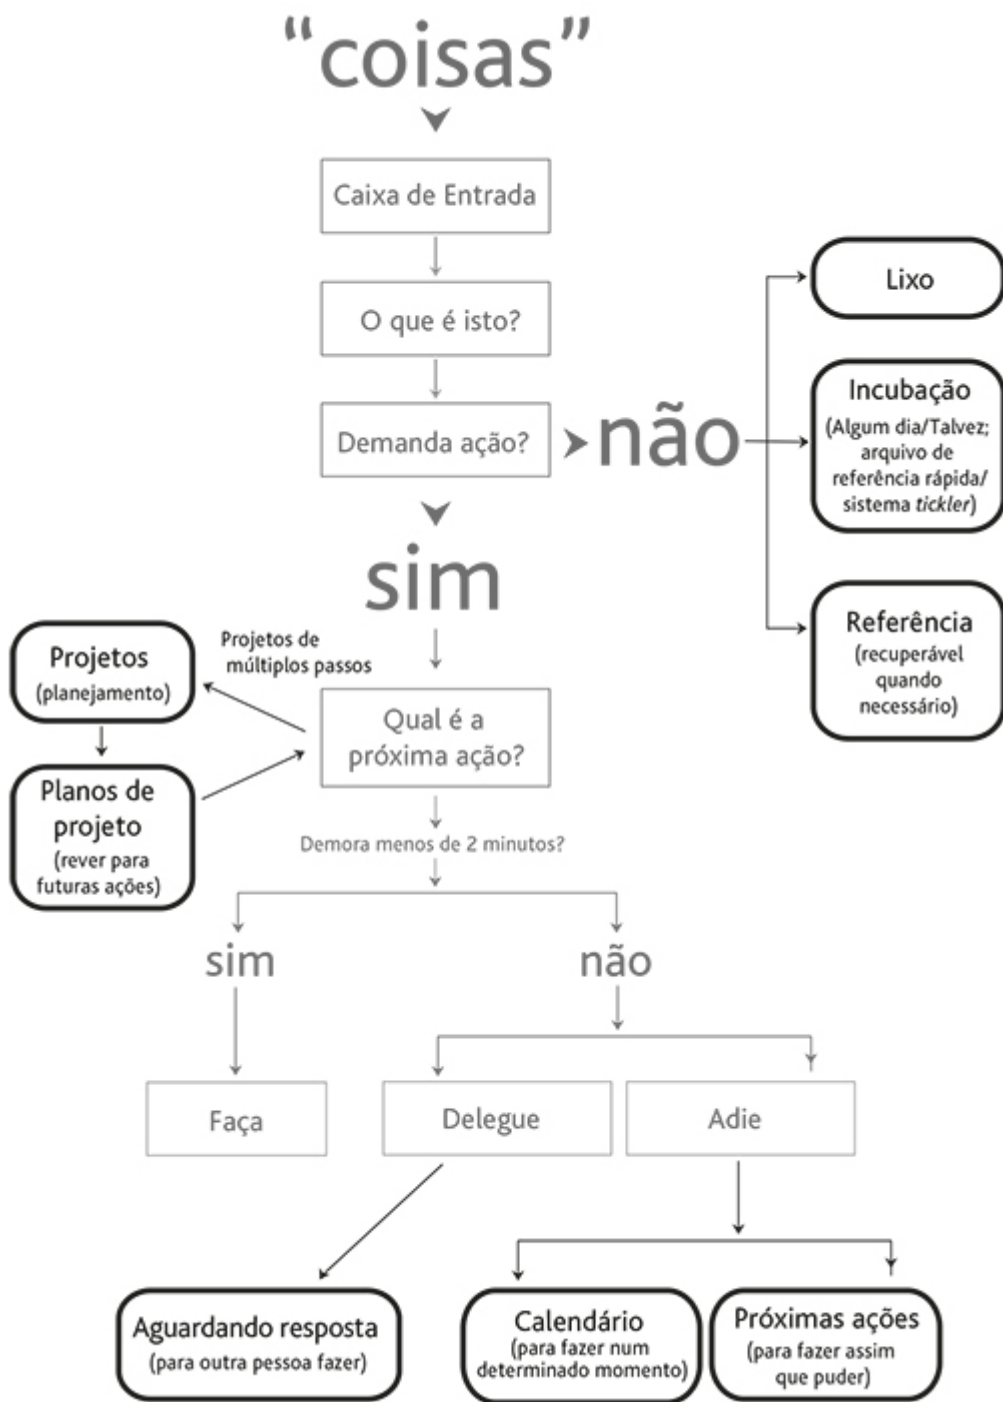 “coisas”
Caixa de Entrada
O que é isto?
Demanda ação?
não
Lixo
Incubação
(Algum dia/Talvez;
arquivo de
referência rápida/
sistema tickler)
Referência
(recuperável
quando
necessário)
sim
Projetos de
múltiplos passos
Projetos
(planejamento)
Planos de
projeto
(rever para
futuras ações)
Qual é a
próxima ação?
Demora menos de 2 minutos?
sim
não
Faça
Delegue
Adie
Aguardando resposta
(para outra pessoa fazer)
Calendário
(para fazer num
determinado momento)
Próximas ações
(para fazer assim
que puder)